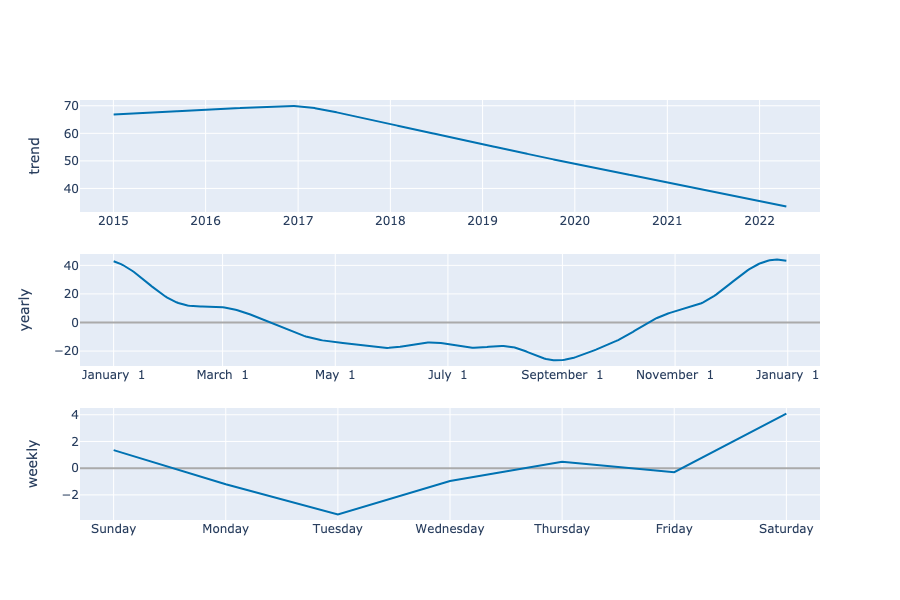 70
60
50
40
trend
2015 2016 2017 2018 2019 2020 2021 2022
40
20
0
−20
yearly
January 1 March 1 May 1 July 1 September 1 November 1 January 1
4
2
0
−2
weekly
Sunday Monday Tuesday Wednesday Thursday Friday Saturday